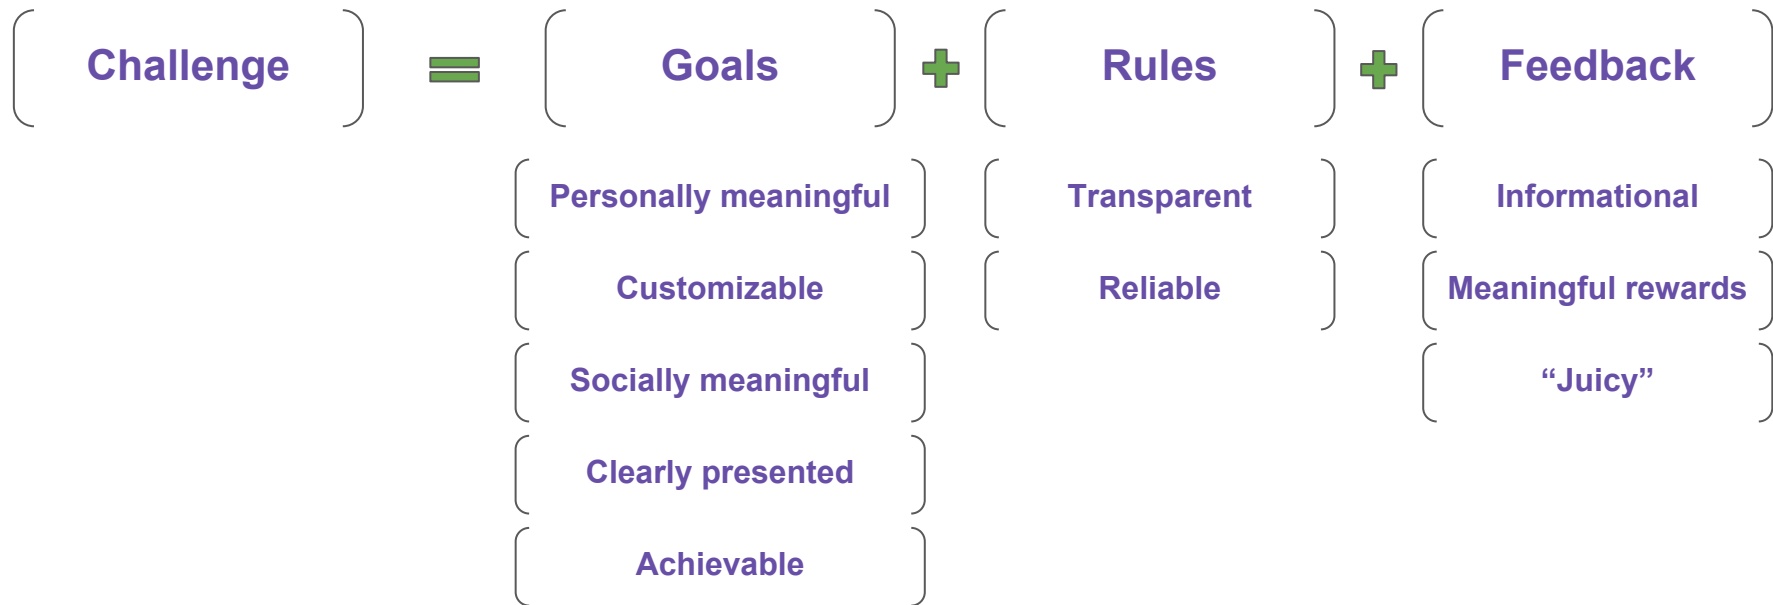 Challenge = Goals + Rules + Feedback
Personally meaningful Transparent Informational
Customizable Reliable Meaningful rewards
Socially meaningful “Juicy”
Clearly presented
Achievable